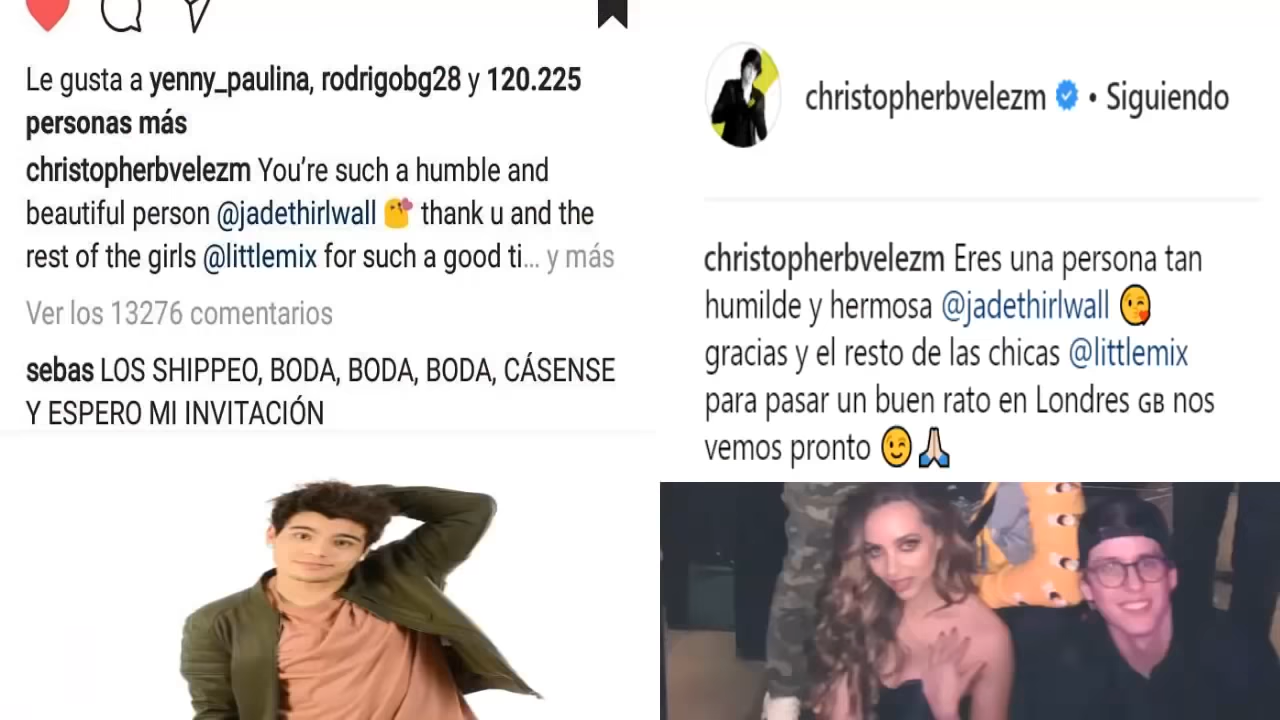 Le gusta a yenny_paulina, rodrigobg28 y 120.225
personas más
christopherbvelezm You’re such a humble and
beautiful person @jadethirlwall 😘 thank u and the
rest of the girls @littlemix for such a good ti... y más
Ver los 13276 comentarios
sebas LOS SHIPPEO, BODA, BODA, BODA, CÁSENSE
Y ESPERO MI INVITACIÓN
christopherbvelezm • Siguiendo
christopherbvelezm Eres una persona tan
humilde y hermosa @jadethirlwall 😘
gracias y el resto de las chicas @littlemix
para pasar un buen rato en Londres GB nos
vemos pronto 😉🙏🏻